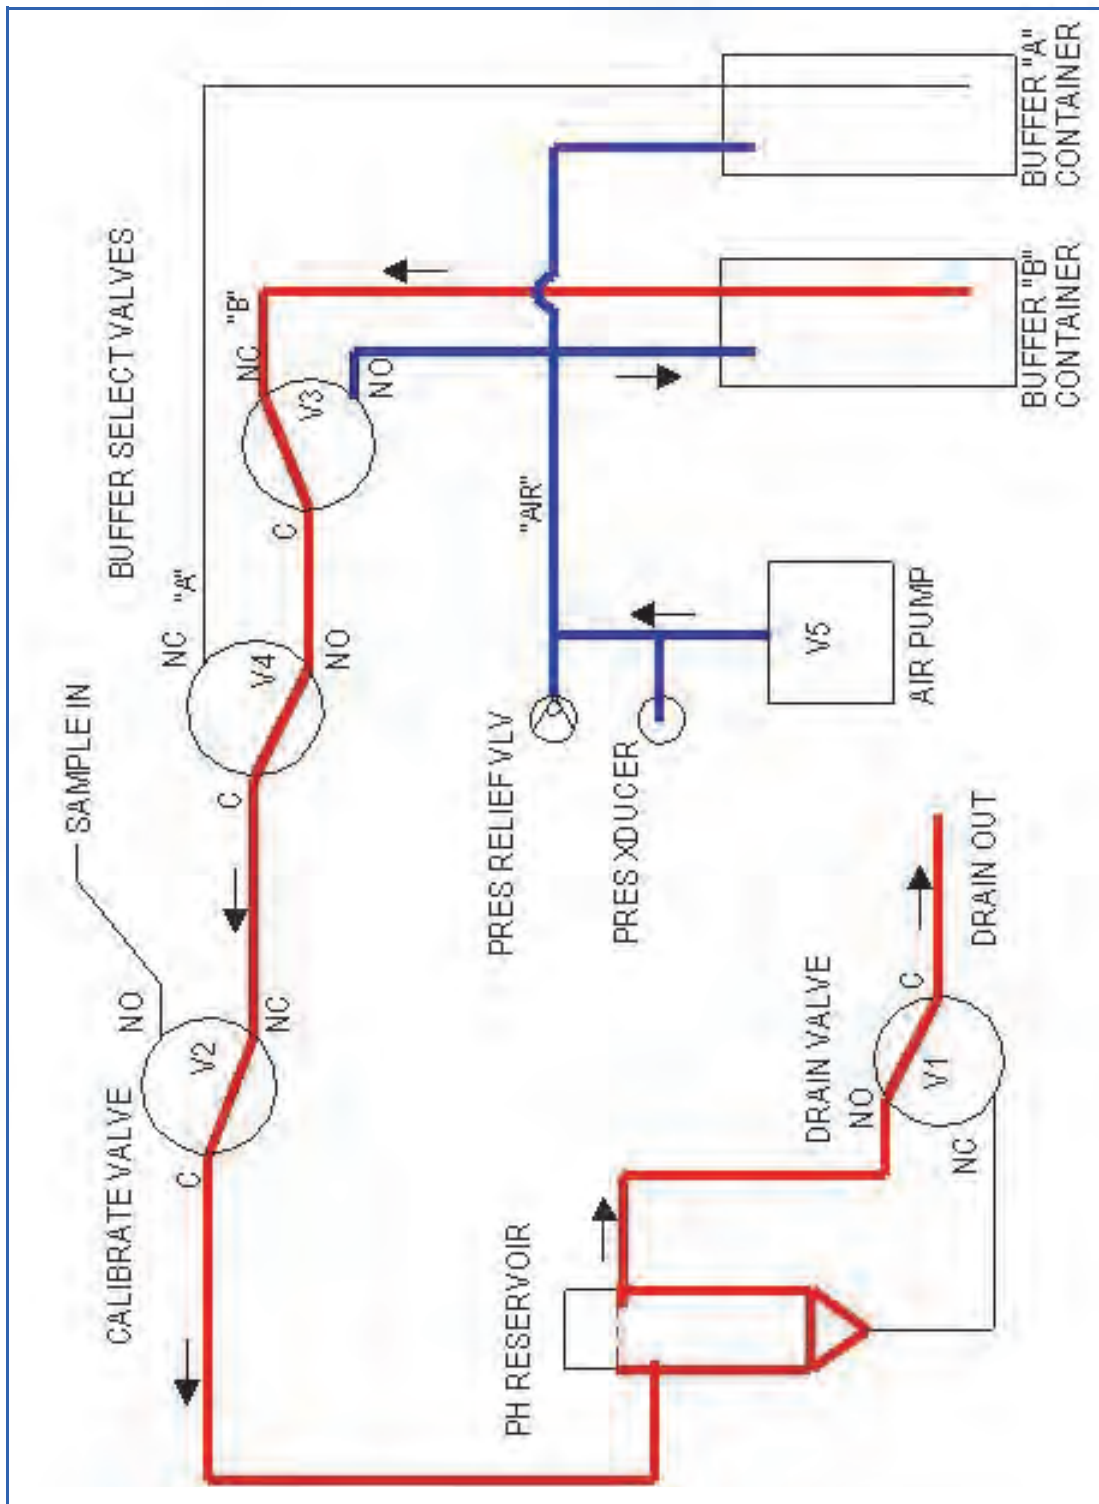 BUFFER "A"
CONTAINER
BUFFER "B"
CONTAINER
BUFFER SELECT VALVES
"B"
NC
NO
V3
C
"A"
NC
V4
NO
C
SAMPLE IN
NO
V2
NC
C
CALIBRATE VALVE
"AIR"
PRES RELIEF VLV
PRES XDUCER
V5
AIR PUMP
DRAIN OUT
DRAIN VALVE
C
NO
V1
NC
PH RESERVOIR